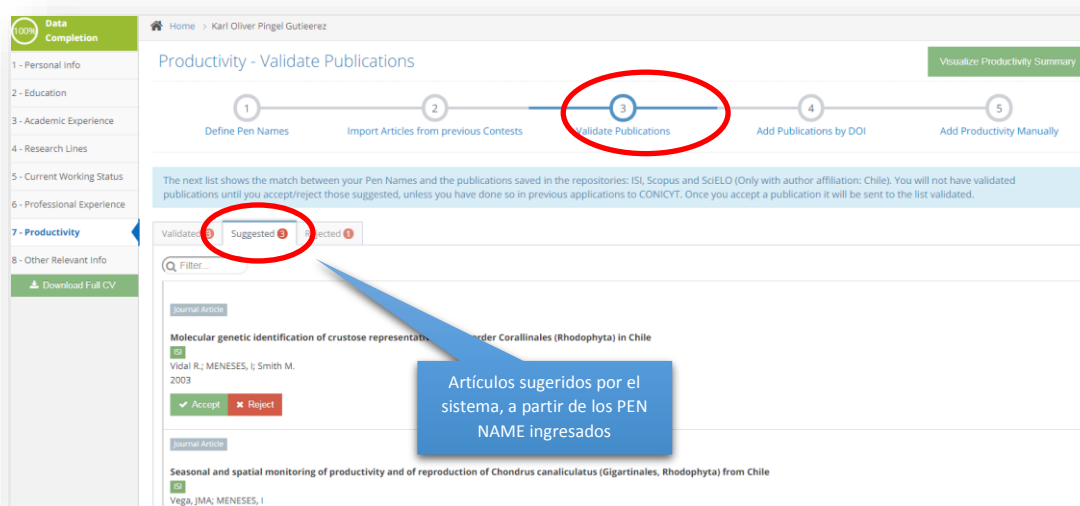 100%
Data
Completion
1 - Personal info
2 - Education
3 - Academic Experience
4 - Research Lines
5 - Current Working Status
6 - Professional Experience
7 - Productivity
8 - Other Relevant Info
Download Full CV
Home > Karl Oliver Pingel Gutieerez
Productivity - Validate Publications
Visualize Productivity Summary
1 2 3 4 5
Define Pen Names Import Articles from previous Contests Validate Publications Add Publications by DOI Add Productivity Manually
The next list shows the match between your Pen Names and the publications saved in the repositories: ISI, Scopus and SciELO (Only with author affiliation: Chile). You will not have validated
publications until you accept/reject those suggested, unless you have done so in previous applications to CONICYT. Once you accept a publication it will be sent to the list validated.
Validated Suggested 3 Rejected 1
Filter...
Journal Article
Molecular genetic identification of crustose order Corallinales (Rhodophyta) in Chile
ISI
Vidal R.; MENESES, I; Smith M.
2003
Accept Reject
Journal Article
Seasonal and spatial monitoring of productivity and of reproduction of Chondrus canaliculatus (Gigartinales, Rhodophyta) from Chile
ISI
Vega, JMA; MENESES, I
Artículos sugeridos por el
sistema, a partir de los PEN
NAME ingresados